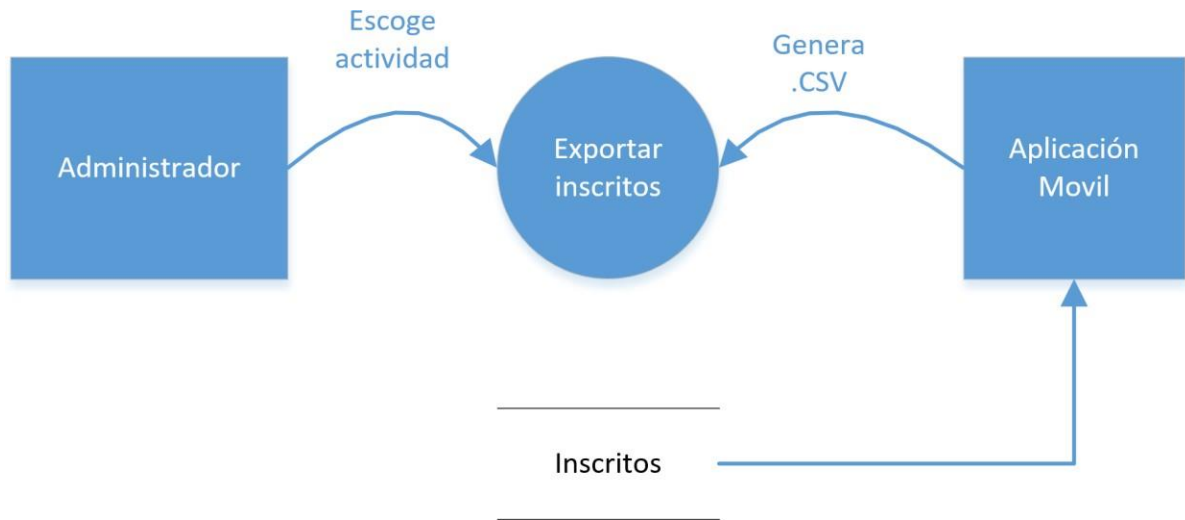 Escoge
actividad
Genera
.CSV
Administrador
Exportar
inscritos
Aplicación
Movil
Inscritos